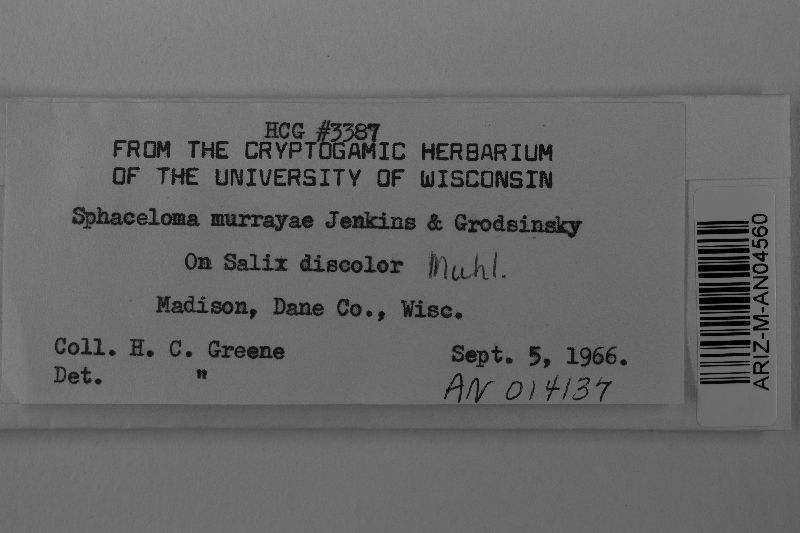 HCG #3387
FROM THE CRYPTOGAMIC HERBARIUM
OF THE UNIVERSITY OF WISCONSIN
Sphaceloma murrayae Jenkins & Grodsinsky
On Salix discolor Muhl.
Madison, Dane Co., Wisc.
Coll. H. C. Greene Sept. 5, 1966.
Det. "
AN 014137
ARIZ-M-AN04560